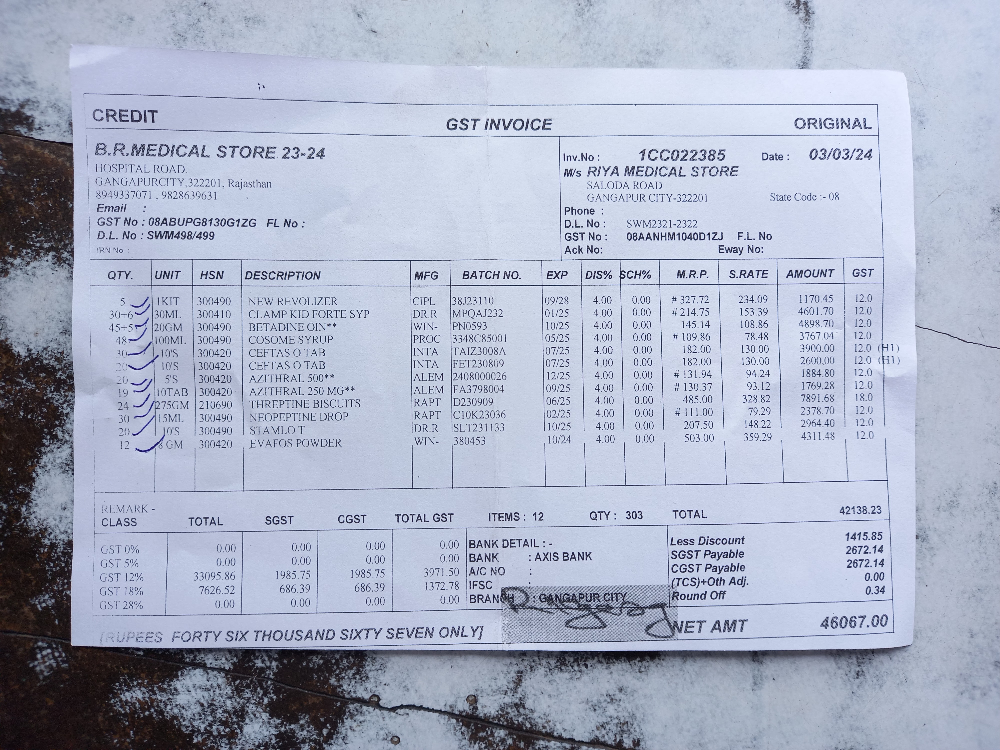 CREDIT GST INVOICE ORIGINAL
B.R.MEDICAL STORE 23-24
HOSPITAL ROAD,
GANGAPURCITY,322201, Rajasthan
8949337071 , 9828639631
Email :
GST No : 08ABUPG8130G1ZG FL No :
D.L. No : SWM498/499
IRN No :
Inv.No : 1CC022385 Date : 03/03/24
M/s RIYA MEDICAL STORE
SALODA ROAD
GANGAPUR CITY-322201 State Code :- 08
Phone :
D.L. No : SWM2321-2322
GST No : 08AANHM1040D1ZJ F.L. No
Ack No: Eway No:
QTY. UNIT HSN DESCRIPTION MFG BATCH NO. EXP DIS% SCH% M.R.P. S.RATE AMOUNT GST
5 1KIT 300490 NEW REVOLIZER CIPL 38J23110 09/28 4.00 0.00 # 327.72 234.09 1170.45 12.0
30+6 30ML 300410 CLAMP KID FORTE SYP DR.R MPQAJ232 01/25 4.00 0.00 # 214.75 153.39 4601.70 12.0
45+5 20GM 300490 BETADINE OIN** WIN- PN0593 10/25 4.00 0.00 145.14 108.86 4898.70 12.0
48 100ML 300490 COSOME SYRUP PROC 3348C85001 05/25 4.00 0.00 # 109.86 78.48 3767.04 12.0
30 10'S 300420 CEFTAS O TAB INTA TAIZ3008A 07/25 4.00 0.00 182.00 130.00 3900.00 12.0 (H1)
20 10'S 300420 CEFTAS O TAB INTA FET230809 07/25 4.00 0.00 182.00 130.00 2600.00 12.0 (H1)
20 5'S 300420 AZITHRAL 500** ALEM 2408000026 12/25 4.00 0.00 # 131.94 94.24 1884.80 12.0
19 10TAB 300420 AZITHRAL 250 MG** ALEM FA3798004 09/25 4.00 0.00 # 130.37 93.12 1769.28 12.0
24 275GM 210690 THREPTINE BISCUITS RAPT D230909 06/25 4.00 0.00 485.00 328.82 7891.68 18.0
30 15ML 300490 NEOPEPTINE DROP RAPT C10K23036 02/25 4.00 0.00 # 111.00 79.29 2378.70 12.0
20 10'S 300490 STAMLO T DR.R SLT231133 10/25 4.00 0.00 207.50 148.22 2964.40 12.0
12 8 GM 300420 EVAFOS POWDER WIN- 380453 10/24 4.00 0.00 503.00 359.29 4311.48 12.0
REMARK -
CLASS TOTAL SGST CGST TOTAL GST ITEMS : 12 QTY : 303 TOTAL 42138.23
GST 0% 0.00 0.00 0.00 0.00
GST 5% 0.00 0.00 0.00 0.00
GST 12% 33095.86 1985.75 1985.75 3971.50
GST 18% 7626.52 686.39 686.39 1372.78
GST 28% 0.00 0.00 0.00 0.00
BANK DETAIL : -
BANK : AXIS BANK
A/C NO :
IFSC :
BRANCH : GANGAPUR CITY
Less Discount 1415.85
SGST Payable 2672.14
CGST Payable 2672.14
(TCS)+Oth Adj. 0.00
Round Off 0.34
[RUPEES FORTY SIX THOUSAND SIXTY SEVEN ONLY] NET AMT 46067.00